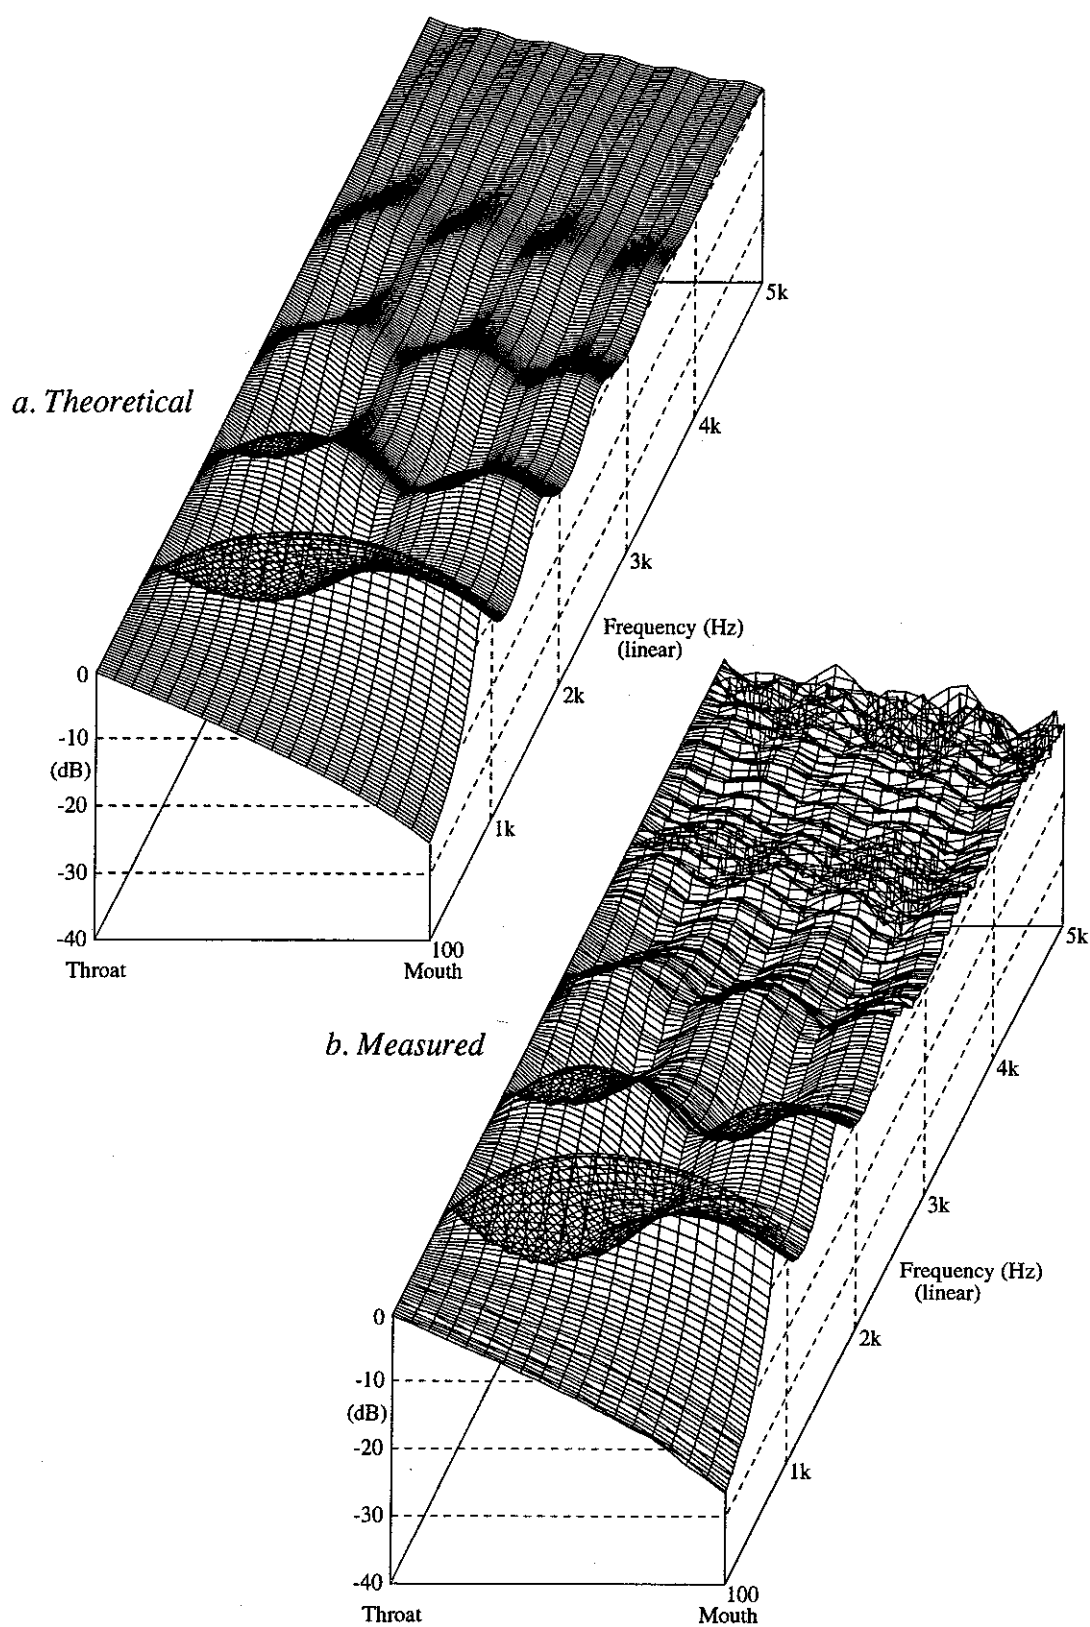 a. Theoretical
5k
4k
3k
Frequency (Hz)
(linear)
2k
1k
0
-10
(dB)
-20
-30
-40
100
Throat
Mouth
b. Measured
5k
4k
3k
Frequency (Hz)
(linear)
2k
1k
0
-10
(dB)
-20
-30
-40
100
Throat
Mouth